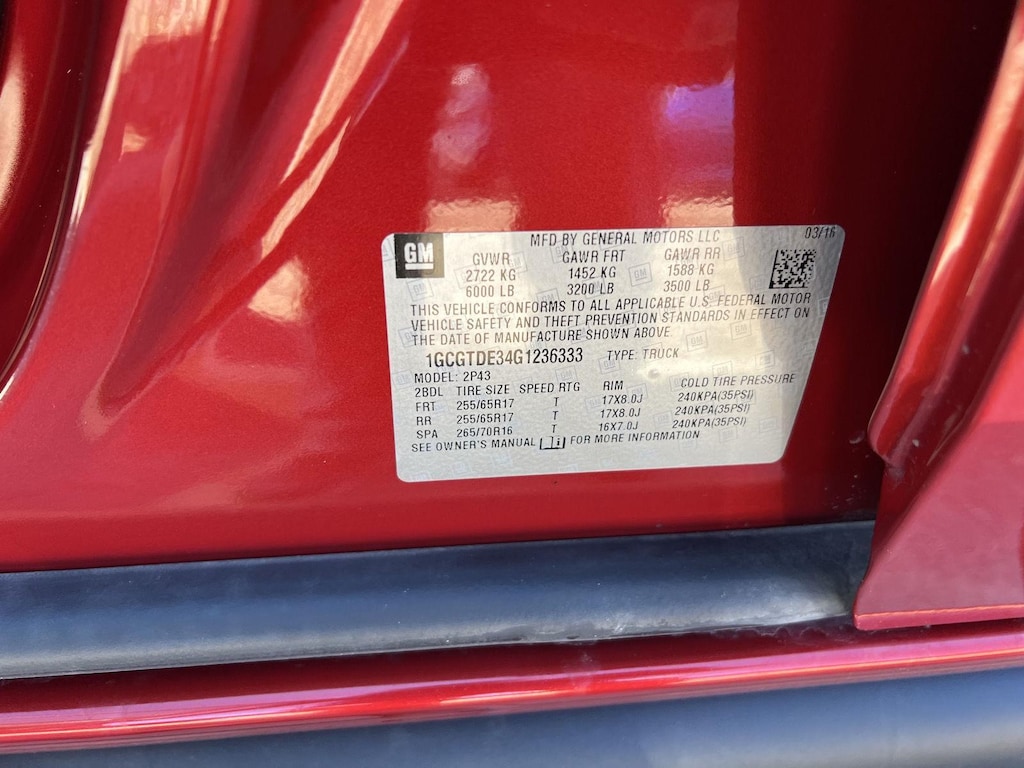 GM
MFD BY GENERAL MOTORS LLC 03/16
GVWR GAWR FRT GAWR RR
2722 KG 1452 KG 1588 KG
6000 LB 3200 LB 3500 LB
THIS VEHICLE CONFORMS TO ALL APPLICABLE U.S. FEDERAL MOTOR
VEHICLE SAFETY AND THEFT PREVENTION STANDARDS IN EFFECT ON
THE DATE OF MANUFACTURE SHOWN ABOVE.
1GCGTDE34G1236333 TYPE: TRUCK
MODEL: 2P43
2BDL TIRE SIZE SPEED RTG RIM COLD TIRE PRESSURE
FRT 255/65R17 T 17X8.0J 240KPA(35PSI)
RR 255/65R17 T 17X8.0J 240KPA(35PSI)
SPA 265/70R16 T 16X7.0J 240KPA(35PSI)
SEE OWNER'S MANUAL FOR MORE INFORMATION